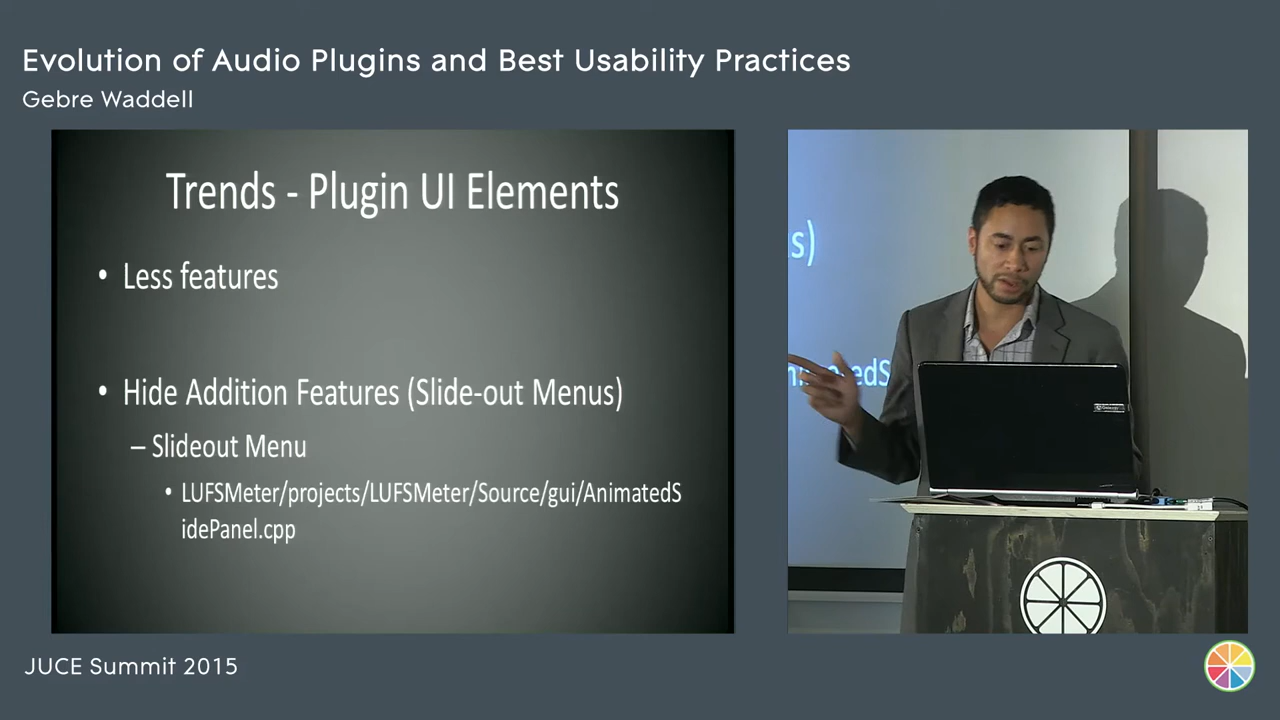 Evolution of Audio Plugins and Best Usability Practices
Gebre Waddell
Trends - Plugin UI Elements
• Less features
• Hide Addition Features (Slide-out Menus)
– Slideout Menu
• LUFSMeter/projects/LUFSMeter/Source/gui/AnimatedS
idePanel.cpp
s)
edS
JUCE Summit 2015